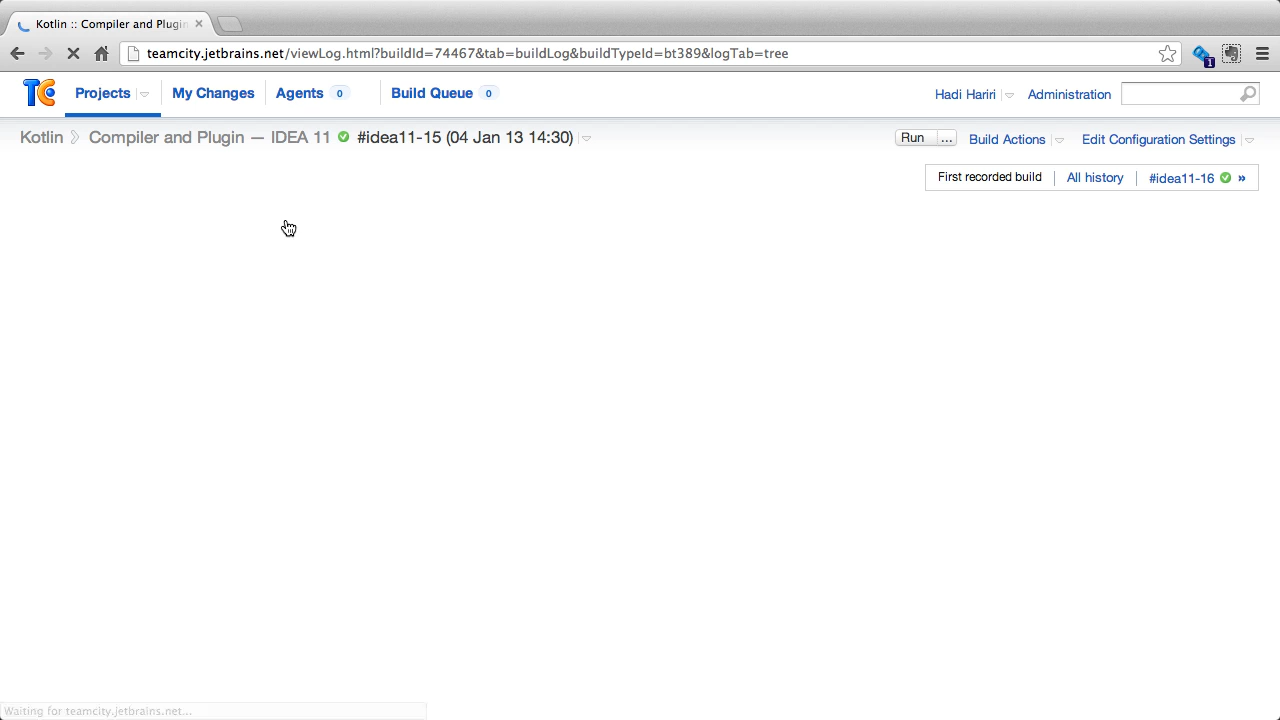 Kotlin :: Compiler and Plugin
teamcity.jetbrains.net/viewLog.html?buildId=74467&tab=buildLog&buildTypeId=bt389&logTab=tree
1
TC Projects My Changes Agents 0 Build Queue 0 Hadi Hariri Administration
Kotlin Compiler and Plugin — IDEA 11 #idea11-15 (04 Jan 13 14:30) Run ... Build Actions Edit Configuration Settings
First recorded build All history #idea11-16 »
Waiting for teamcity.jetbrains.net...